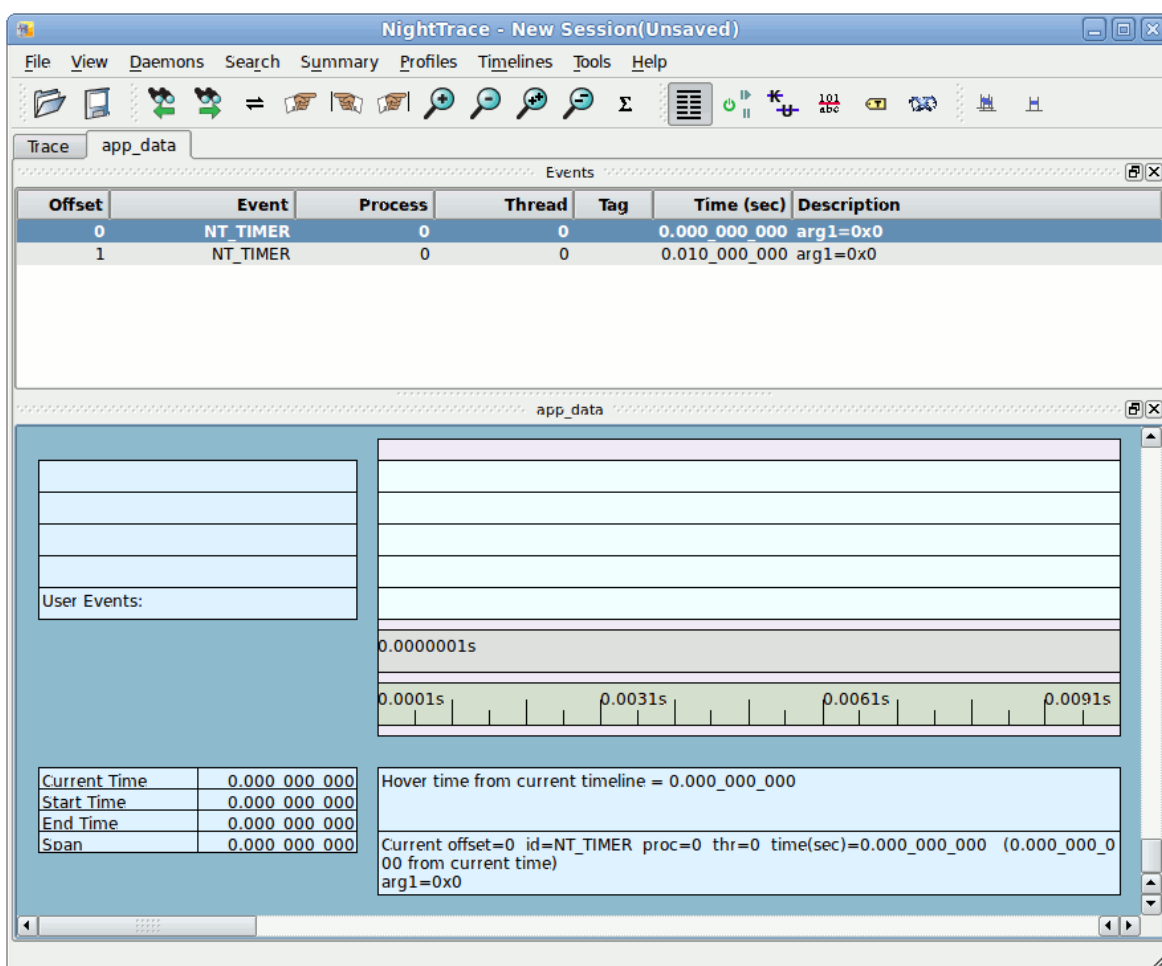 NightTrace - New Session(Unsaved)
File View Daemons Search Summary Profiles Timelines Tools Help
Σ 101 abc T
Trace app_data
Events
Offset Event Process Thread Tag Time (sec) Description
0 NT_TIMER 0 0 0.000_000_000 arg1=0x0
1 NT_TIMER 0 0 0.010_000_000 arg1=0x0
app_data
User Events:
0.0000001s
0.0001s 0.0031s 0.0061s 0.0091s
Current Time 0.000_000_000
Start Time 0.000_000_000
End Time 0.000_000_000
Span 0.000_000_000
Hover time from current timeline = 0.000_000_000
Current offset=0 id=NT_TIMER proc=0 thr=0 time(sec)=0.000_000_000 (0.000_000_0
00 from current time)
arg1=0x0